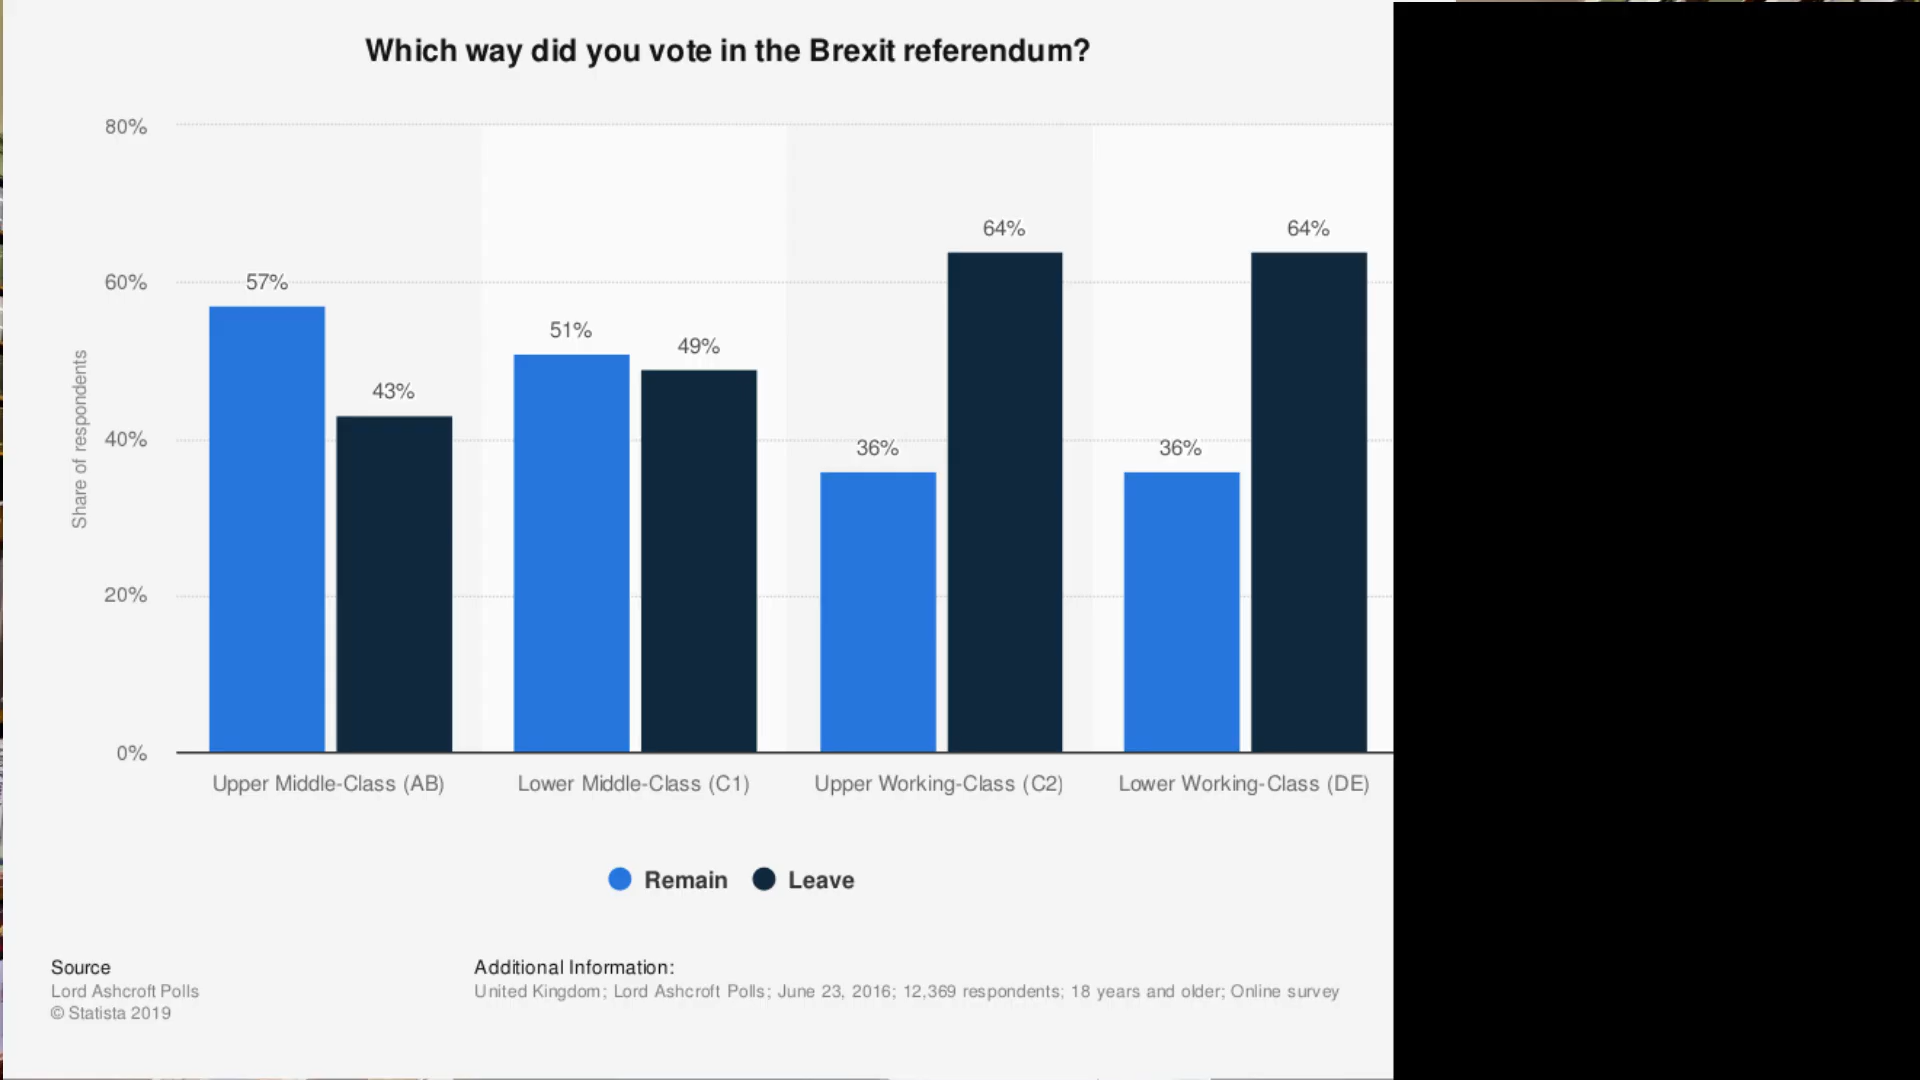 Which way did you vote in the Brexit referendum?
80%
60%
40%
20%
0%
Share of respondents
57%
43%
51%
49%
36%
64%
36%
64%
Upper Middle-Class (AB)
Lower Middle-Class (C1)
Upper Working-Class (C2)
Lower Working-Class (DE)
Remain
Leave
Source
Lord Ashcroft Polls
© Statista 2019
Additional Information:
United Kingdom; Lord Ashcroft Polls; June 23, 2016; 12,369 respondents; 18 years and older; Online survey